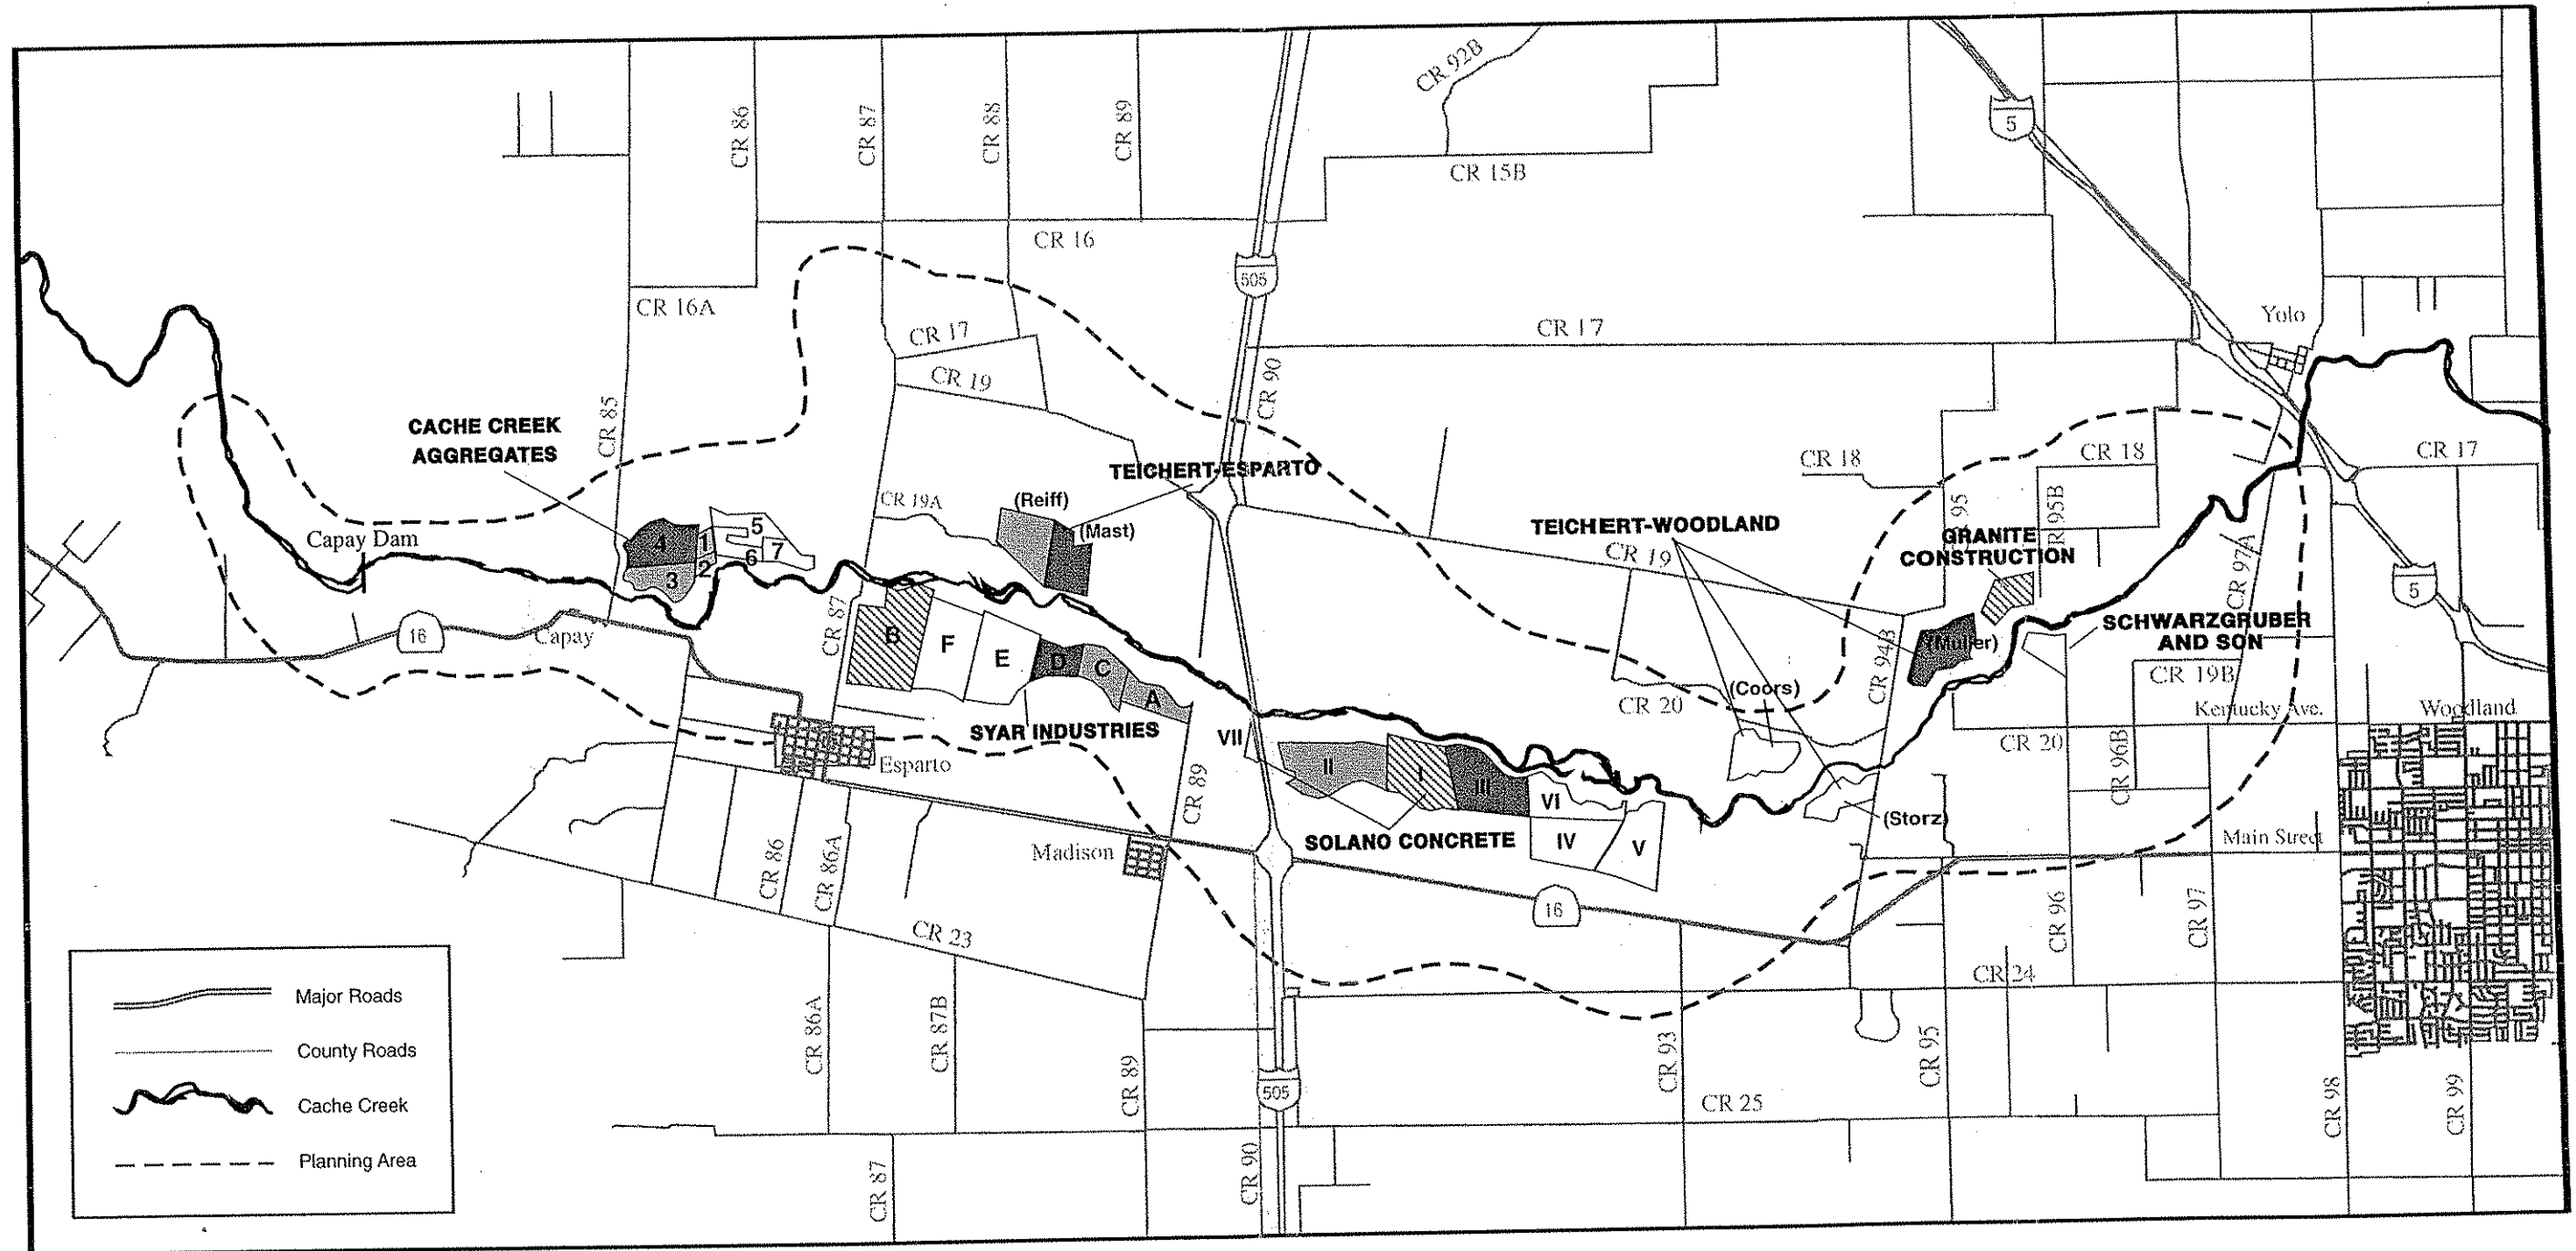 CR 92B
5
CR 86
CR 87
CR 88
CR 89
CR 15B
CR 16
505
CR 16A
Yolo
CR 17
CR 17
CR 19
CR 90
CR 85
CACHE CREEK
AGGREGATES
CR 18
CR 18
CR 17
TEICHERT-ESPARTO
CR 19A
(Reiff)
(Mast)
TEICHERT-WOODLAND
CR 19
95
GRANITE
CONSTRUCTION
R 95B
CR 97A
Capay Dam
4
1
5
7
6
2
3
5
16
Capay
CR 87
B
F
E
D
C
A
CR 94B
(Muller)
SCHWARZGRUBER
AND SON
CR 19B
(Coors)
CR 20
Kentucky Ave.
Woodland
SYAR INDUSTRIES
VII
CR 20
CR 96B
Esparto
CR 89
II
I
III
VI
IV
V
(Storz)
SOLANO CONCRETE
Main Street
Madison
CR 86
CR 86A
16
CR 96
CR 97
CR 23
CR 24
Major Roads
County Roads
Cache Creek
Planning Area
CR 86A
CR 87B
CR 89
505
CR 93
CR 95
CR 25
CR 98
CR 99
CR 87
CR 90